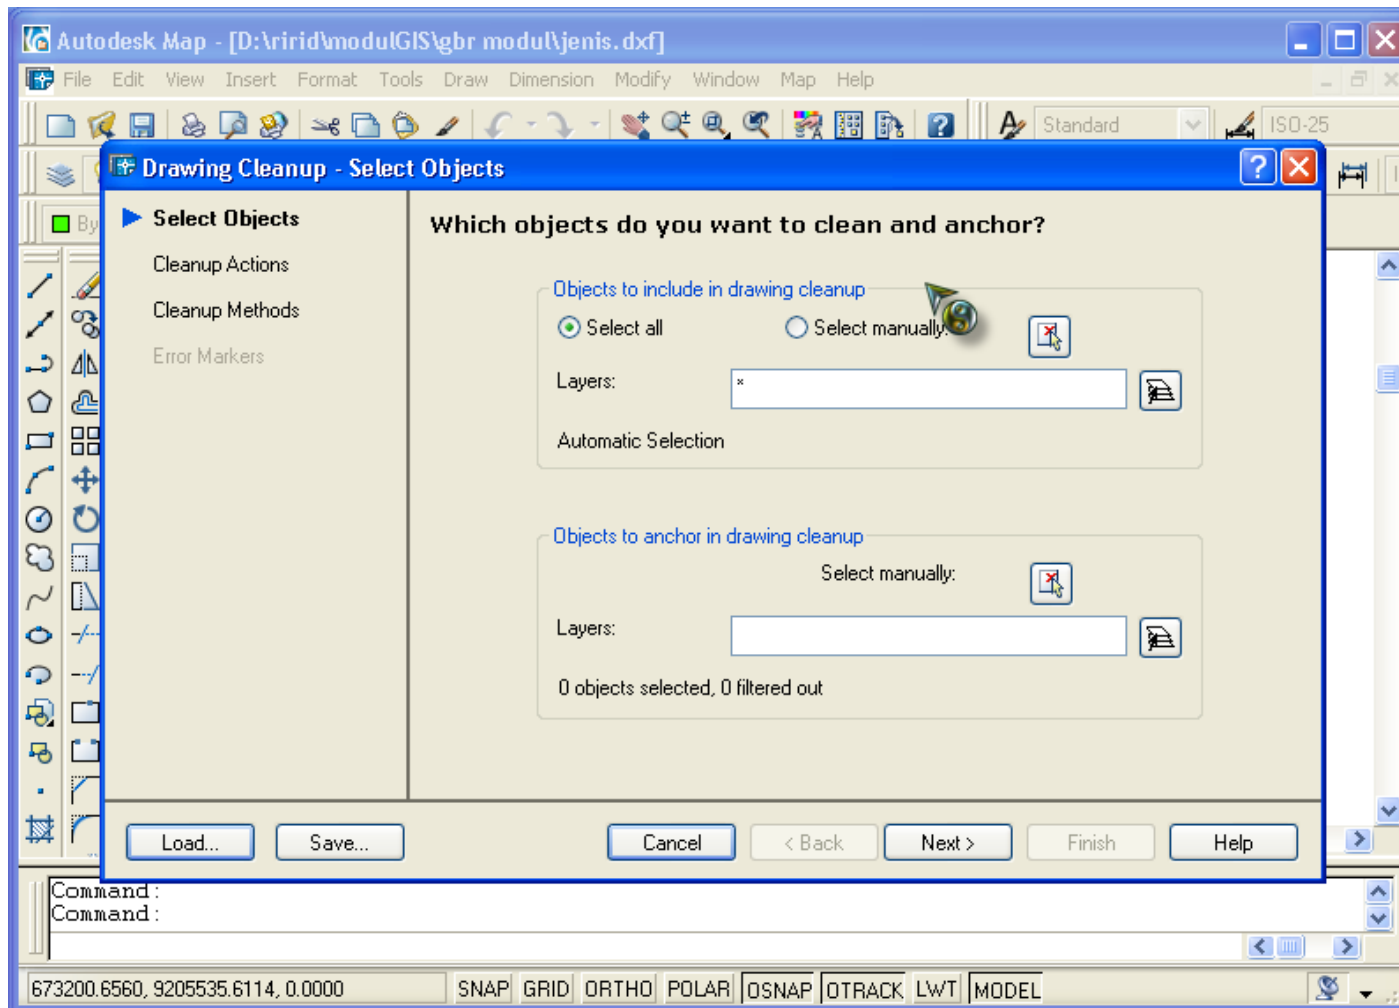 Autodesk Map - [D:\ririd\modulGIS\gbr modul\jenis.dxf]
File Edit View Insert Format Tools Draw Dimension Modify Window Map Help
Standard ISO-25
Drawing Cleanup - Select Objects
By
Select Objects
Cleanup Actions
Cleanup Methods
Error Markers
Which objects do you want to clean and anchor?
Objects to include in drawing cleanup
Select all Select manually:
Layers: *
Automatic Selection
Objects to anchor in drawing cleanup
Select manually:
Layers:
0 objects selected, 0 filtered out
Load... Save... Cancel < Back Next > Finish Help
Command:
Command:
673200.6560, 9205535.6114, 0.0000 SNAP GRID ORTHO POLAR OSNAP OTRACK LWT MODEL